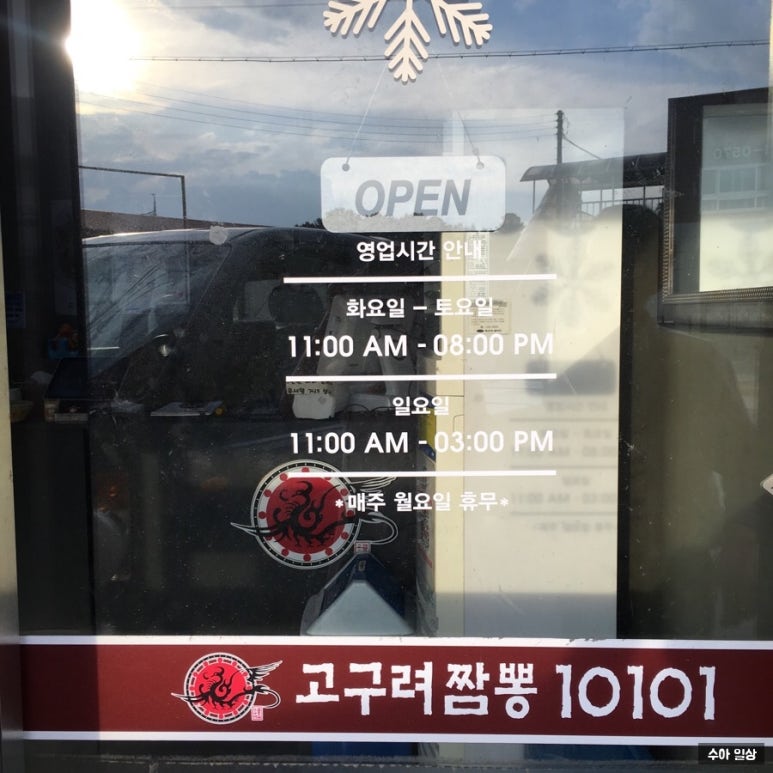 OPEN
영업시간 안내
화요일 - 토요일
11:00 AM - 08:00 PM
일요일
11:00 AM - 03:00 PM
*매주 월요일 휴무*
고구려짬뽕 10101
수아 일상